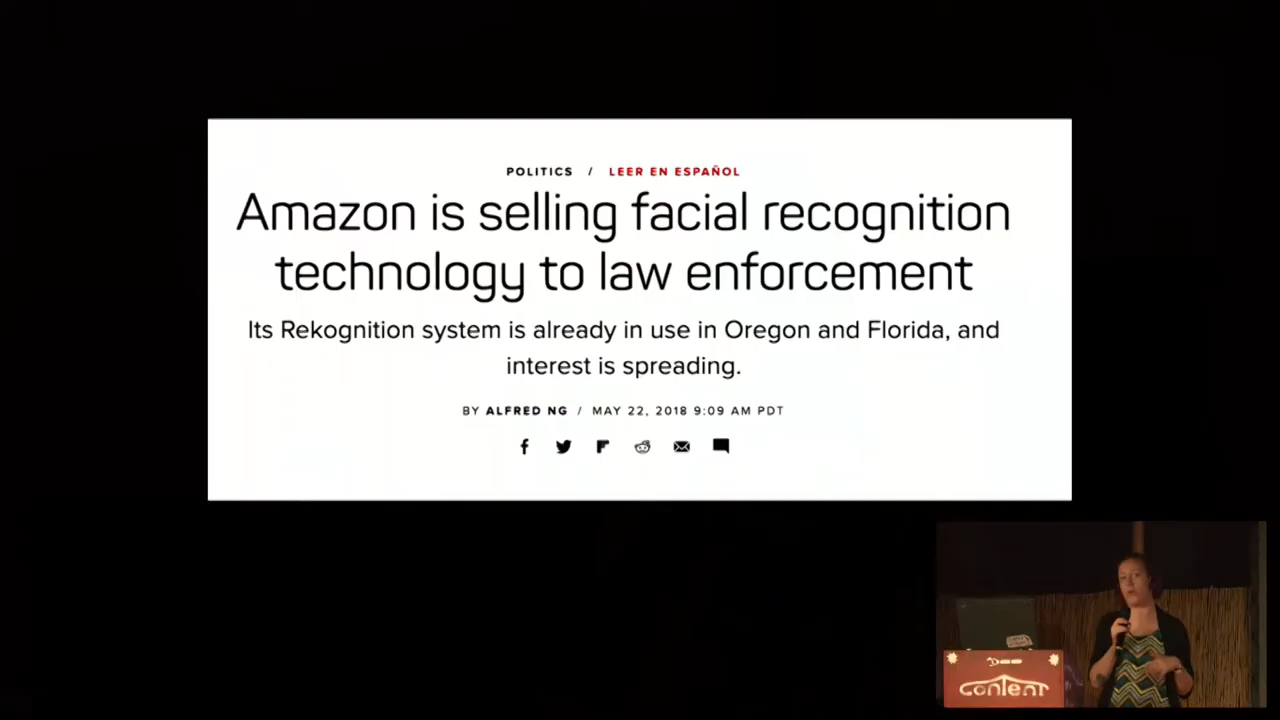 POLITICS / LEER EN ESPAÑOL
Amazon is selling facial recognition
technology to law enforcement
Its Rekognition system is already in use in Oregon and Florida, and
interest is spreading.
BY ALFRED NG / MAY 22, 2018 9:09 AM PDT
content